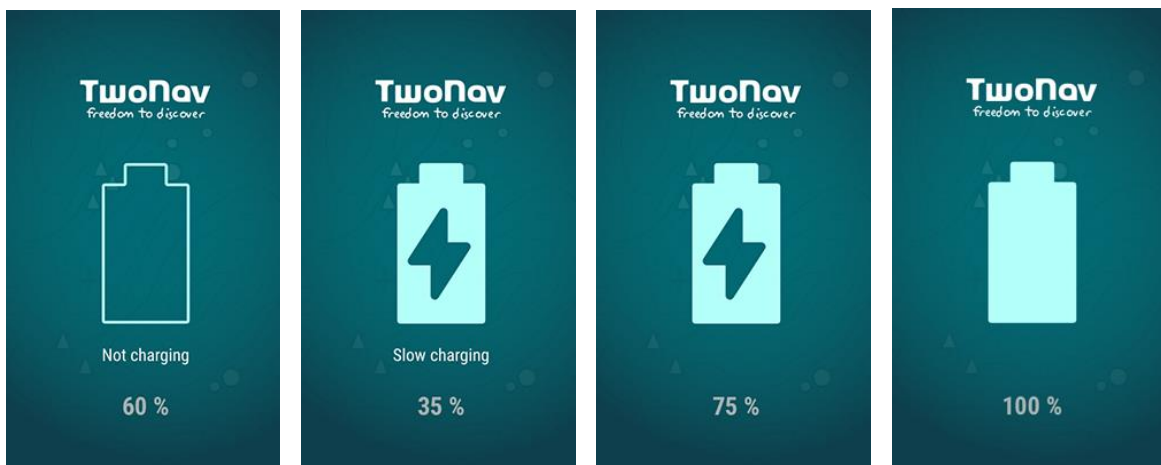 TwoNav
freedom to discover
Not charging
60 %
TwoNav
freedom to discover
Slow charging
35 %
TwoNav
freedom to discover
75 %
TwoNav
freedom to discover
100 %